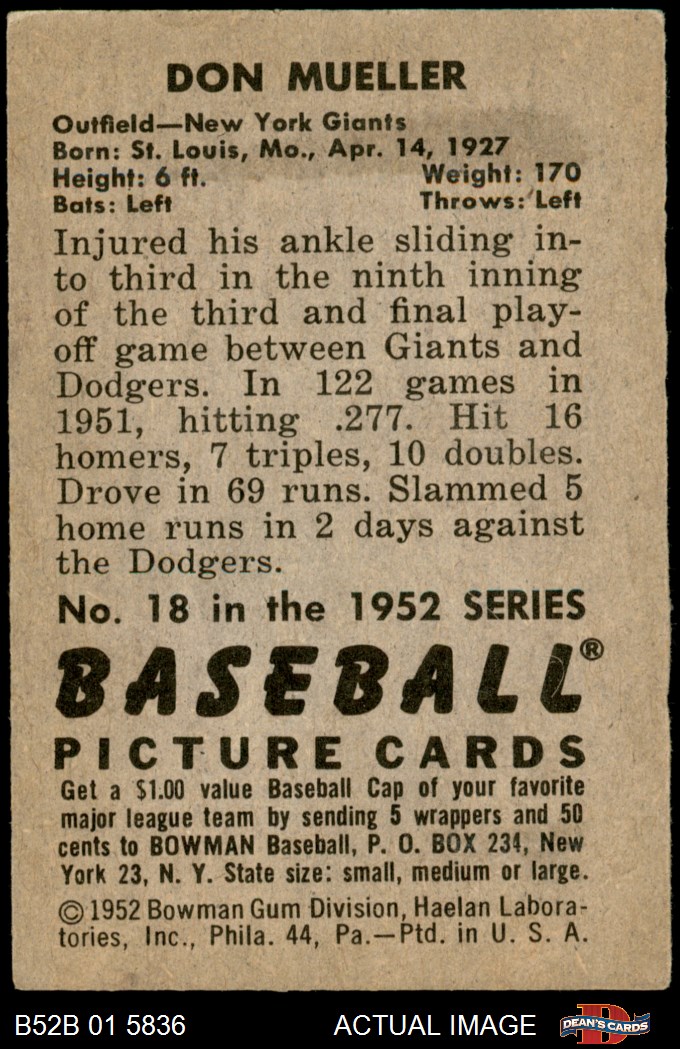 DON MUELLER
Outfield—New York Giants
Born: St. Louis, Mo., Apr. 14, 1927
Height: 6 ft. Weight: 170
Bats: Left Throws: Left
Injured his ankle sliding in-
to third in the ninth inning
of the third and final play-
off game between Giants and
Dodgers. In 122 games in
1951, hitting .277. Hit 16
homers, 7 triples, 10 doubles.
Drove in 69 runs. Slammed 5
home runs in 2 days against
the Dodgers.
No. 18 in the 1952 SERIES
BASEBALL®
PICTURE CARDS
Get a $1.00 value Baseball Cap of your favorite
major league team by sending 5 wrappers and 50
cents to BOWMAN Baseball, P. O. BOX 234, New
York 23, N. Y. State size: small, medium or large.
©1952 Bowman Gum Division, Haelan Labora-
tories, Inc., Phila. 44, Pa.—Ptd. in U. S. A.
B52B 01 5836 ACTUAL IMAGE D DEAN'S CARDS